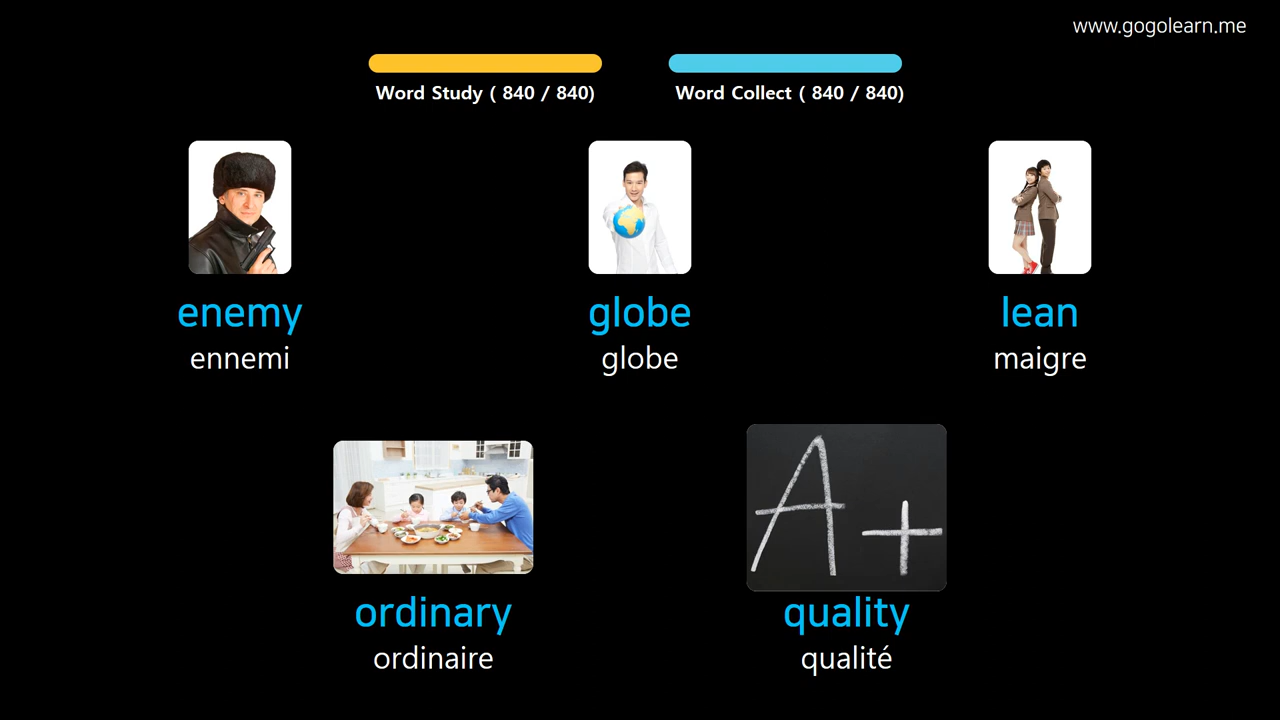 www.gogolearn.me
Word Study ( 840 / 840)
Word Collect ( 840 / 840)
enemy
ennemi
globe
globe
lean
maigre
ordinary
ordinaire
A+
quality
qualité